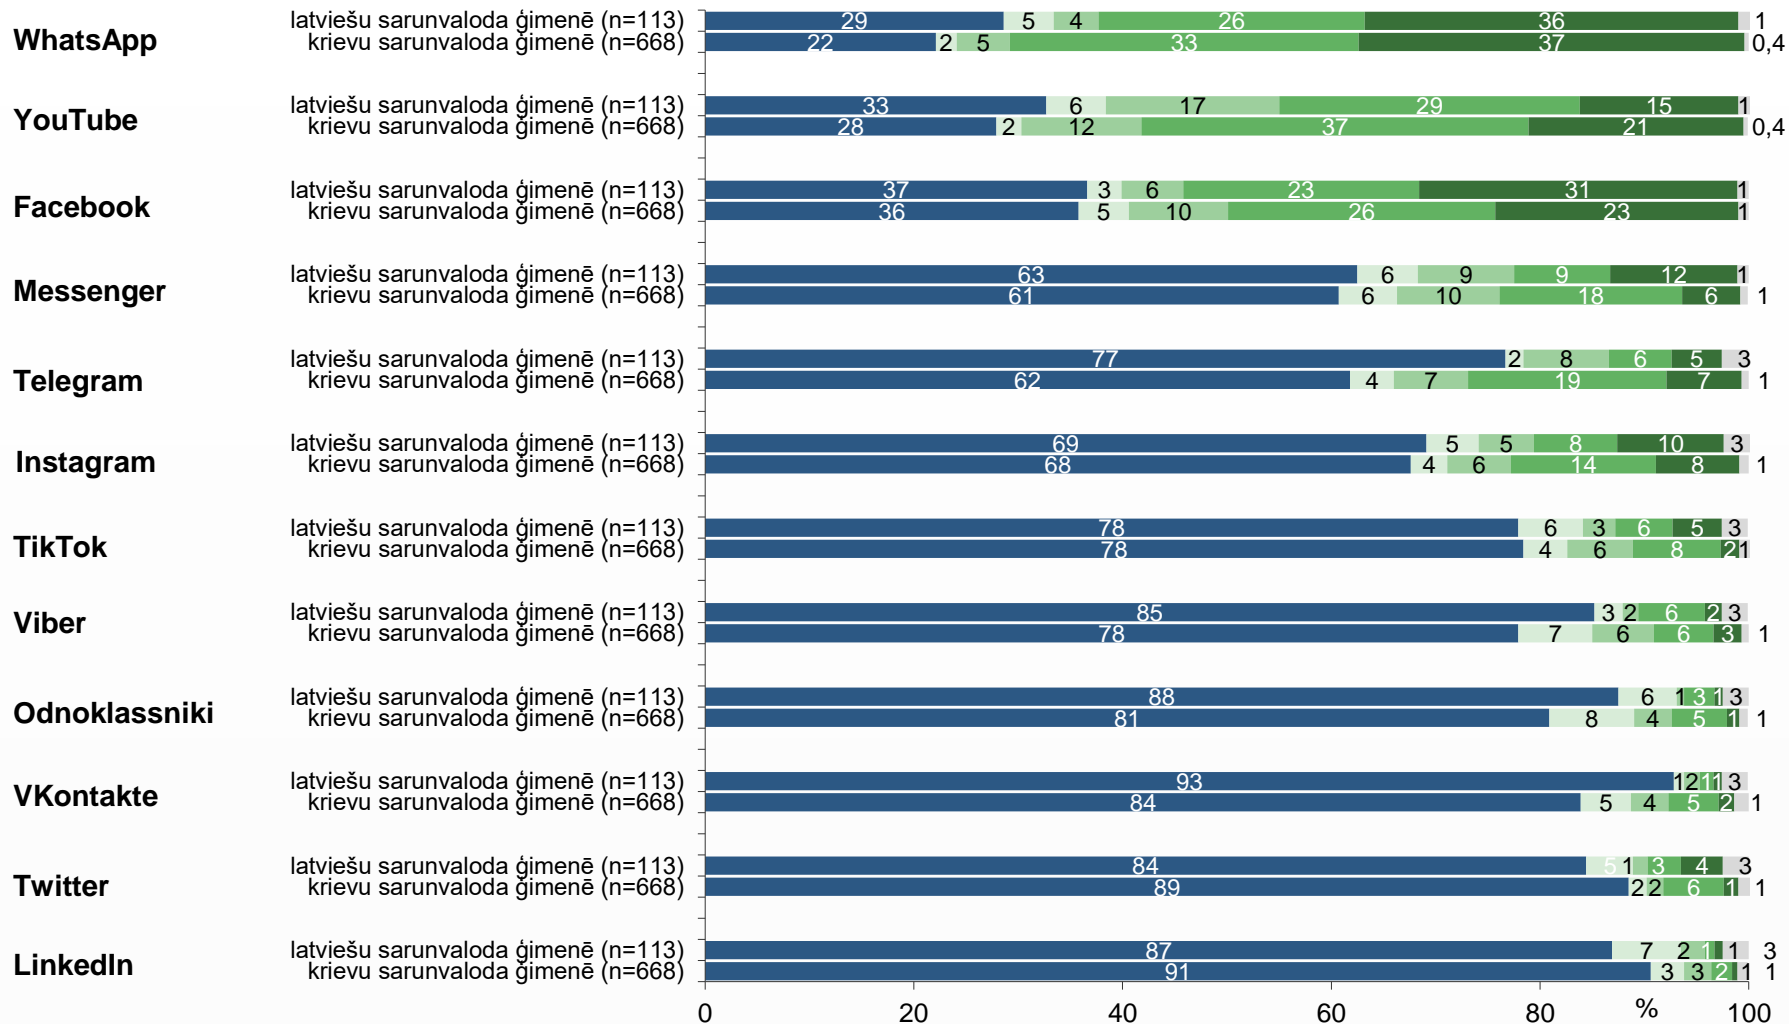 WhatsApp
latviešu sarunvaloda ģimenē (n=113) 29 5 4 26 36 1
krievu sarunvaloda ģimenē (n=668) 22 2 5 33 37 0,4
YouTube
latviešu sarunvaloda ģimenē (n=113) 33 6 17 29 15 1
krievu sarunvaloda ģimenē (n=668) 28 2 12 37 21 0,4
Facebook
latviešu sarunvaloda ģimenē (n=113) 37 3 6 23 31 1
krievu sarunvaloda ģimenē (n=668) 36 5 10 26 23 1
Messenger
latviešu sarunvaloda ģimenē (n=113) 63 6 9 9 12 1
krievu sarunvaloda ģimenē (n=668) 61 6 10 18 6 1
Telegram
latviešu sarunvaloda ģimenē (n=113) 77 2 8 6 5 3
krievu sarunvaloda ģimenē (n=668) 62 4 7 19 7 1
Instagram
latviešu sarunvaloda ģimenē (n=113) 69 5 5 8 10 3
krievu sarunvaloda ģimenē (n=668) 68 4 6 14 8 1
TikTok
latviešu sarunvaloda ģimenē (n=113) 78 6 3 6 5 3
krievu sarunvaloda ģimenē (n=668) 78 4 6 8 2 1
Viber
latviešu sarunvaloda ģimenē (n=113) 85 3 2 6 2 3
krievu sarunvaloda ģimenē (n=668) 78 7 6 6 3 1
Odnoklassniki
latviešu sarunvaloda ģimenē (n=113) 88 6 1 3 1 3
krievu sarunvaloda ģimenē (n=668) 81 8 4 5 1 1
VKontakte
latviešu sarunvaloda ģimenē (n=113) 93 1 2 1 1 3
krievu sarunvaloda ģimenē (n=668) 84 5 4 5 2 1
Twitter
latviešu sarunvaloda ģimenē (n=113) 84 5 1 3 4 3
krievu sarunvaloda ģimenē (n=668) 89 2 2 6 1 1
LinkedIn
latviešu sarunvaloda ģimenē (n=113) 87 7 2 1 1 3
krievu sarunvaloda ģimenē (n=668) 91 3 3 2 1 1
0 20 40 60 80 % 100